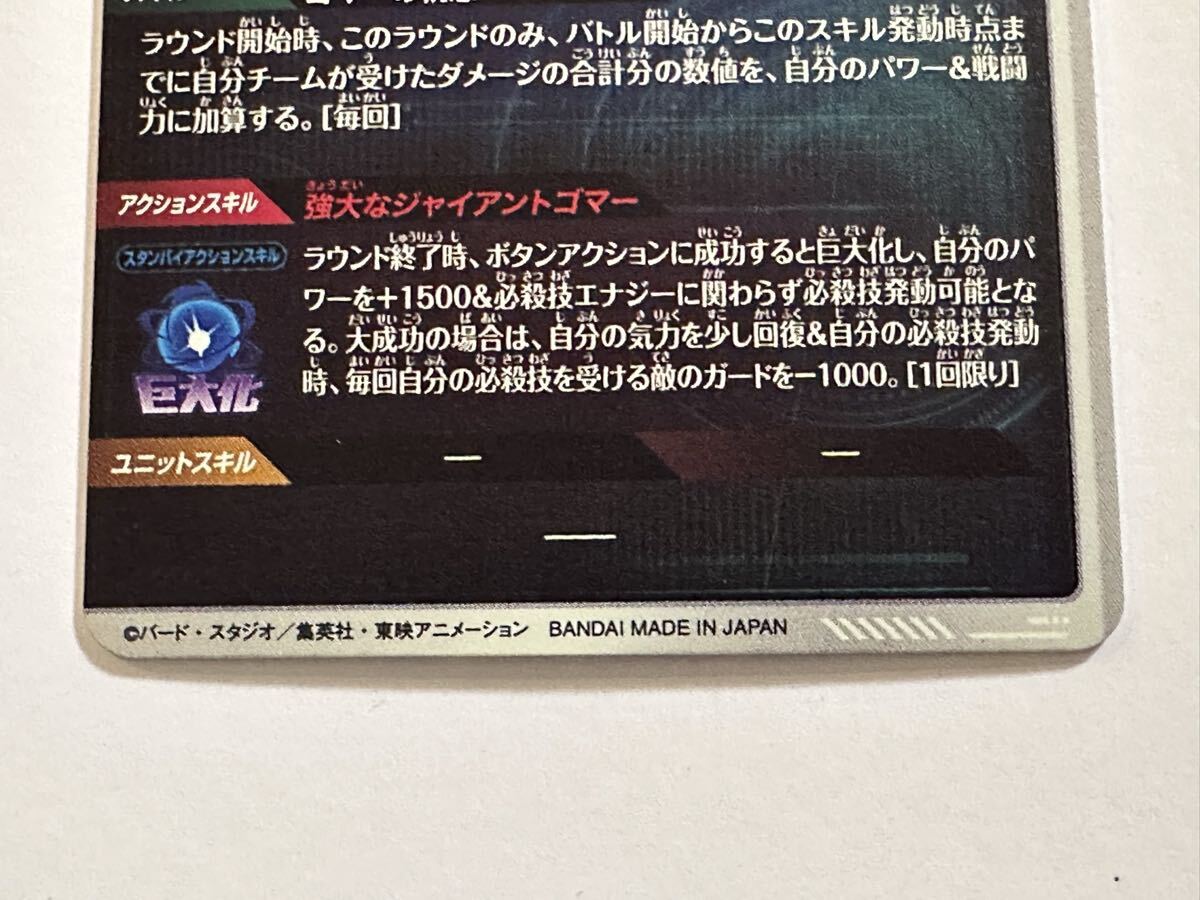 ラウンド開始時、このラウンドのみ、バトル開始からこのスキル発動時点ま
でに自分チームが受けたダメージの合計分の数値を、自分のパワー&戦闘
力に加算する。[毎回]
アクションスキル 強大なジャイアントゴマー
スタンバイアクションスキル
巨大化
ラウンド終了時、ボタンアクションに成功すると巨大化し、自分のパ
ワーを+1500&必殺技エナジーに関わらず必殺技発動可能とな
る。大成功の場合は、自分の気力を少し回復&自分の必殺技発動
時、毎回自分の必殺技を受ける敵のガードを−1000。[1回限り]
ユニットスキル — —
—
©バード・スタジオ／集英社・東映アニメーション BANDAI MADE IN JAPAN